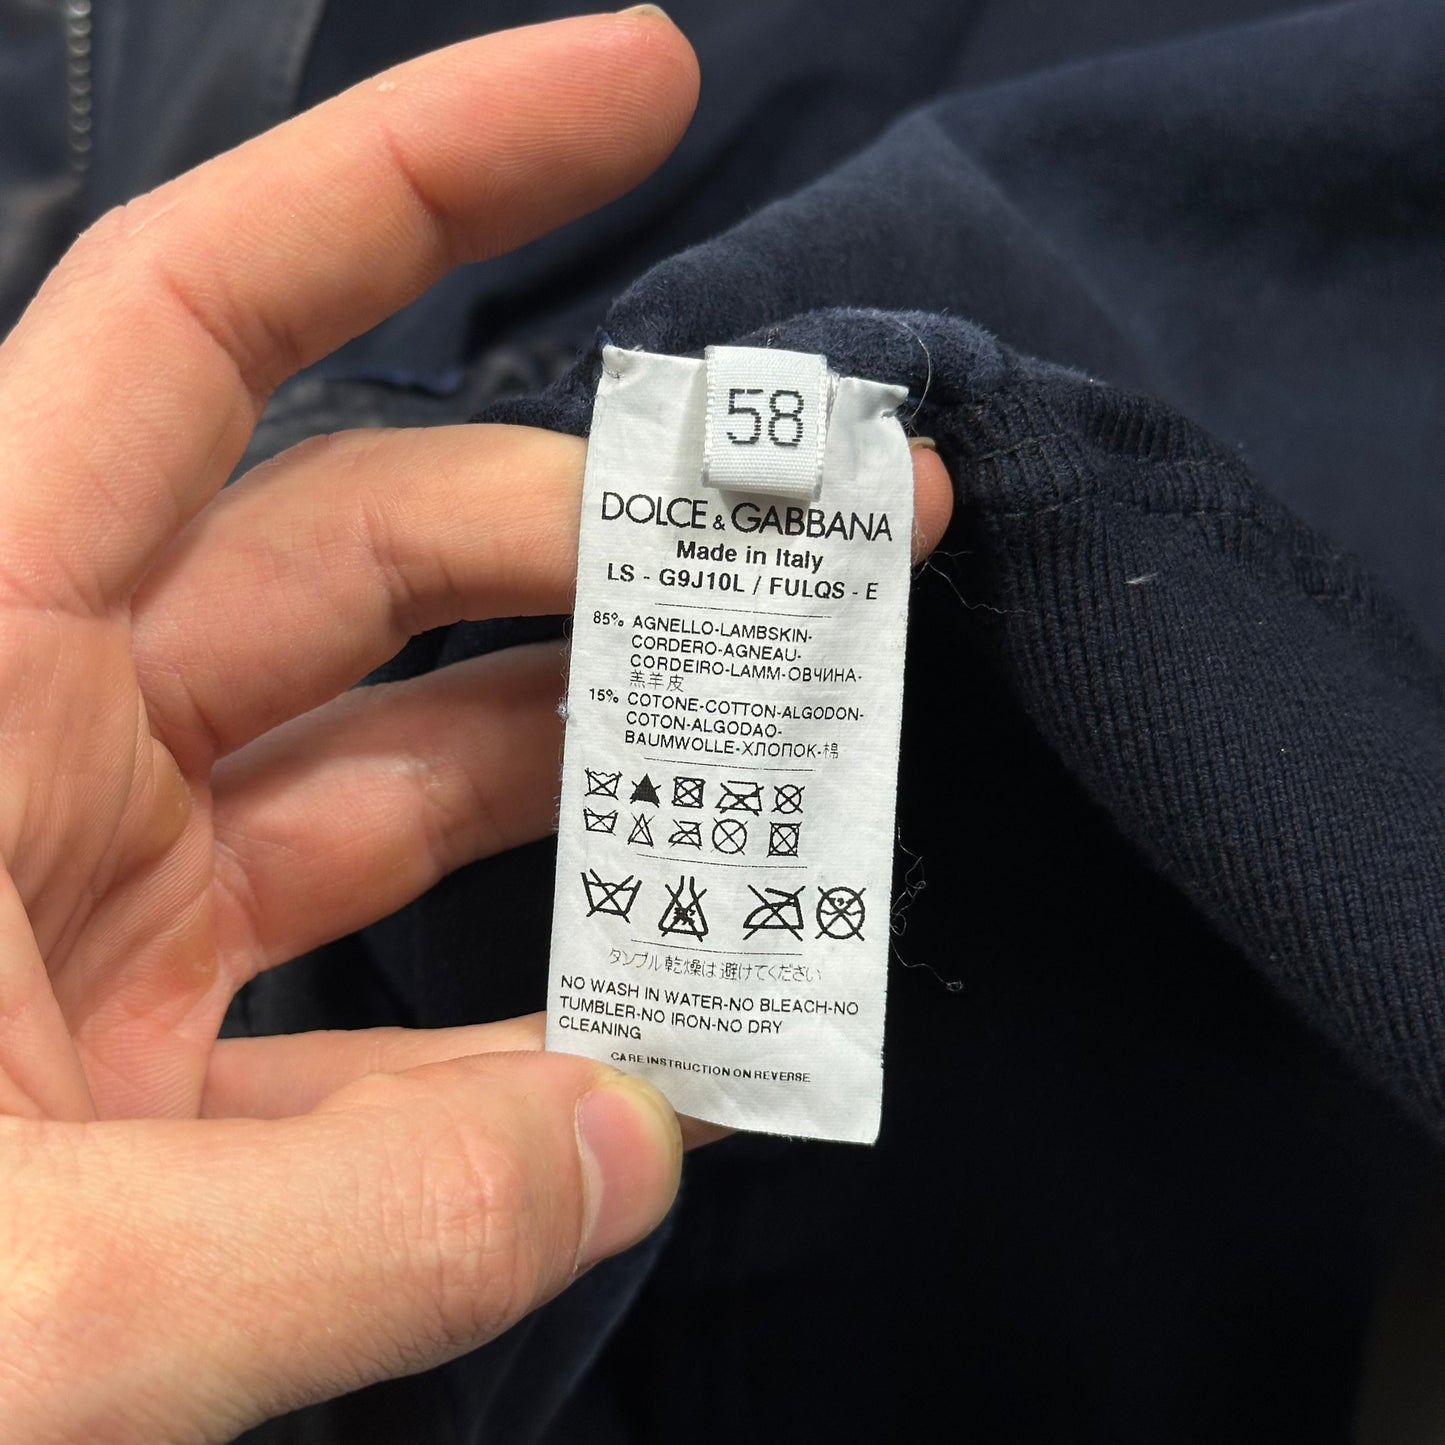 58
DOLCE & GABBANA
Made in Italy
LS - G9J10L / FULQS - E
85% AGNELLO-LAMBSKIN-
CORDERO-AGNEAU-
CORDEIRO-LAMM-ОВЧИНА-
羔羊皮
15% COTONE-COTTON-ALGODON-
COTON-ALGODAO-
BAUMWOLLE-ХЛОПОК-棉
タンブル乾燥は避けてください
NO WASH IN WATER-NO BLEACH-NO
TUMBLER-NO IRON-NO DRY
CLEANING
CARE INSTRUCTION ON REVERSE